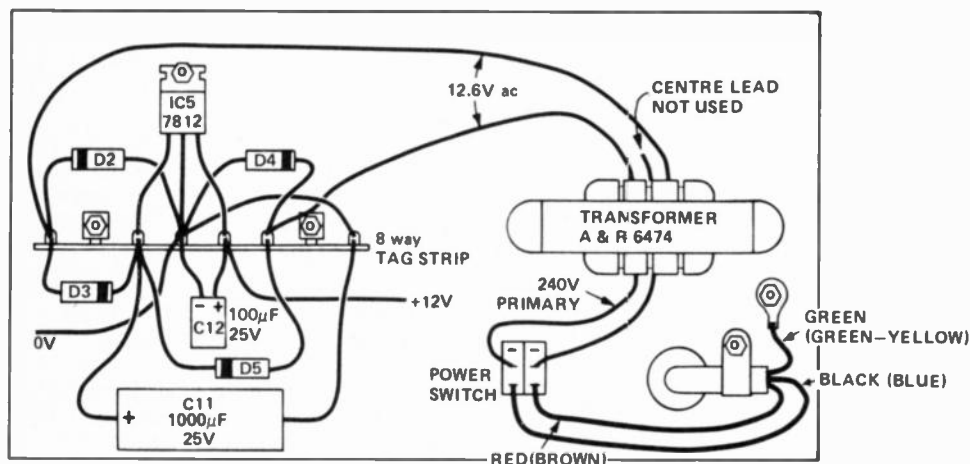 12.6V ac
CENTRE LEAD
NOT USED
IC5
7812
D2
D4
TRANSFORMER
A & R 6474
8 way
TAG STRIP
D3
240V
PRIMARY
+12V
- +
C12
100μF
25V
0V
GREEN
(GREEN-YELLOW)
D5
POWER
SWITCH
- -
BLACK (BLUE)
C11
+
1000μF
25V
RED(BROWN)